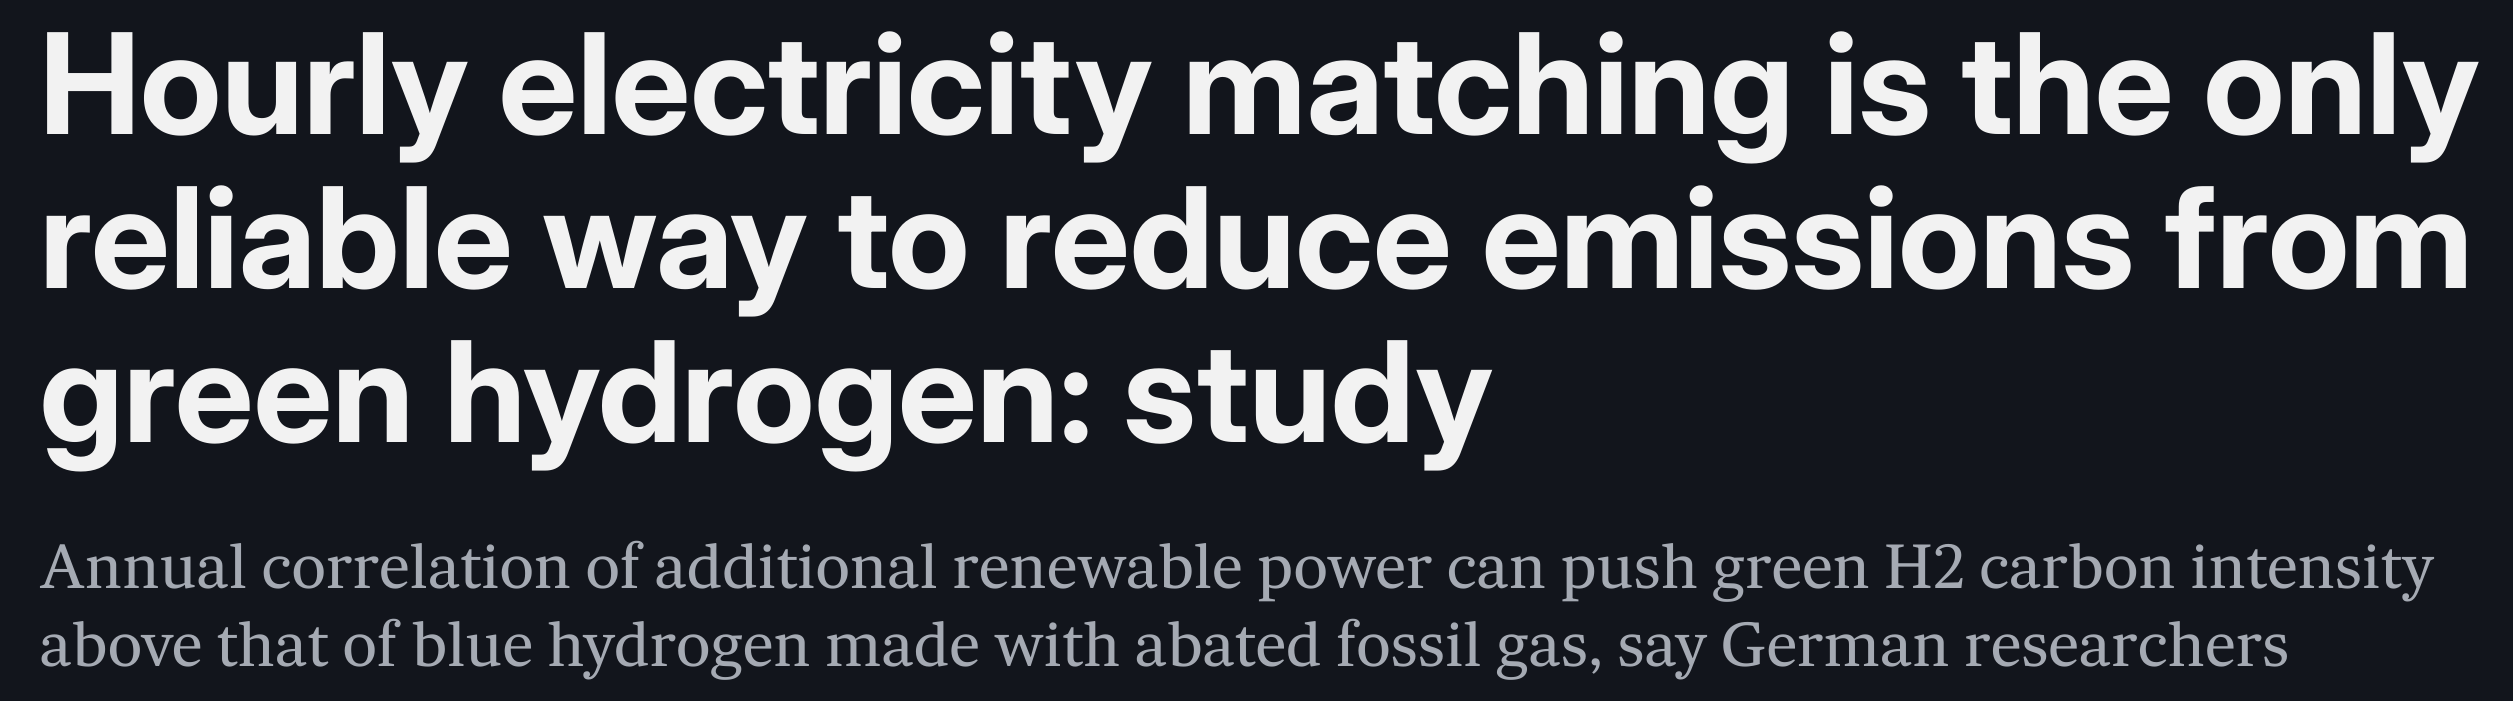 Hourly electricity matching is the only
reliable way to reduce emissions from
green hydrogen: study
Annual correlation of additional renewable power can push green H2 carbon intensity
above that of blue hydrogen made with abated fossil gas, say German researchers